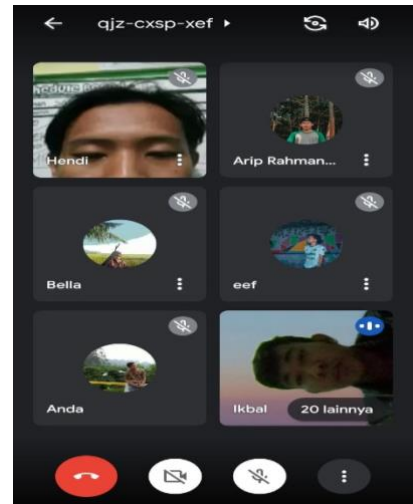 qjz-cxsp-xef
Hendi
Arip Rahman...
Bella
eef
Anda
Ikbal
20 lainnya